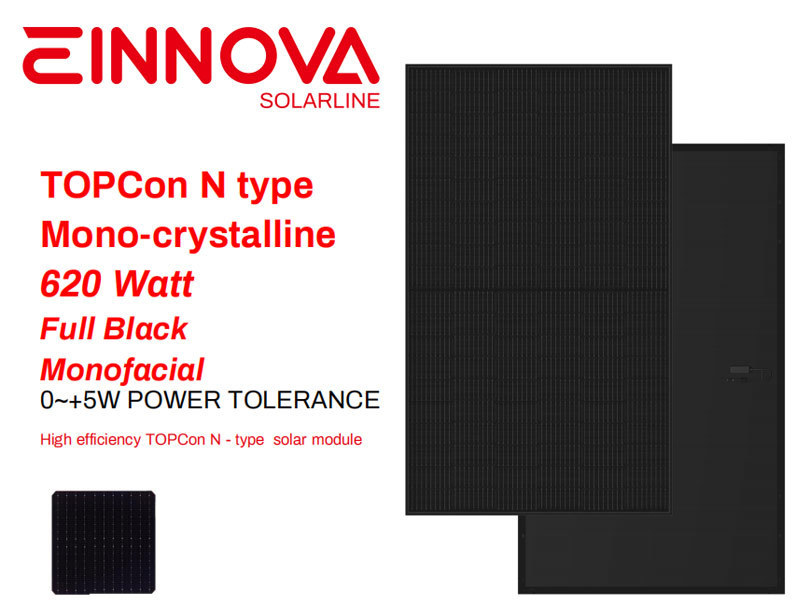 EINNOVA
SOLARLINE
TOPCon N type
Mono-crystalline
620 Watt
Full Black
Monofacial
0~+5W POWER TOLERANCE
High efficiency TOPCon N - type solar module